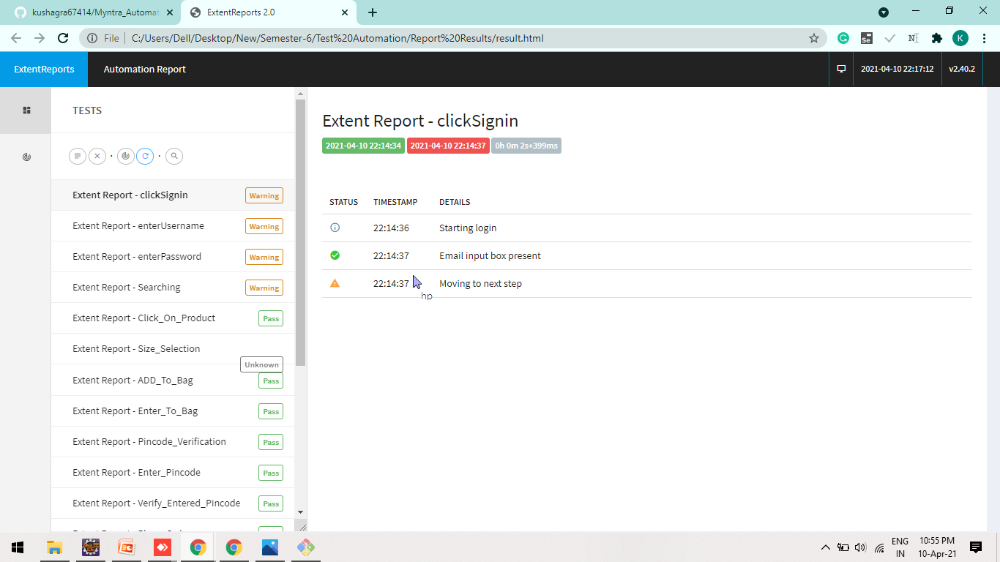 kushagra67414/Myntra_Automat
ExtentReports 2.0
File
C:/Users/Dell/Desktop/New/Semester-6/Test%20Automation/Report%20Results/result.html
K
ExtentReports
Automation Report
2021-04-10 22:17:12
v2.40.2
TESTS
Extent Report - clickSignin
Warning
Extent Report - enterUsername
Warning
Extent Report - enterPassword
Warning
Extent Report - Searching
Warning
Extent Report - Click_On_Product
Pass
Extent Report - Size_Selection
Unknown
Extent Report - ADD_To_Bag
Pass
Extent Report - Enter_To_Bag
Pass
Extent Report - Pincode_Verification
Pass
Extent Report - Enter_Pincode
Pass
Extent Report - Verify_Entered_Pincode
Pass
Extent Report - clickSignin
2021-04-10 22:14:34
2021-04-10 22:14:37
0h 0m 2s+399ms
STATUS TIMESTAMP DETAILS
22:14:36 Starting login
22:14:37 Email input box present
22:14:37 Moving to next step
hp
ENG
IN
10:55 PM
10-Apr-21